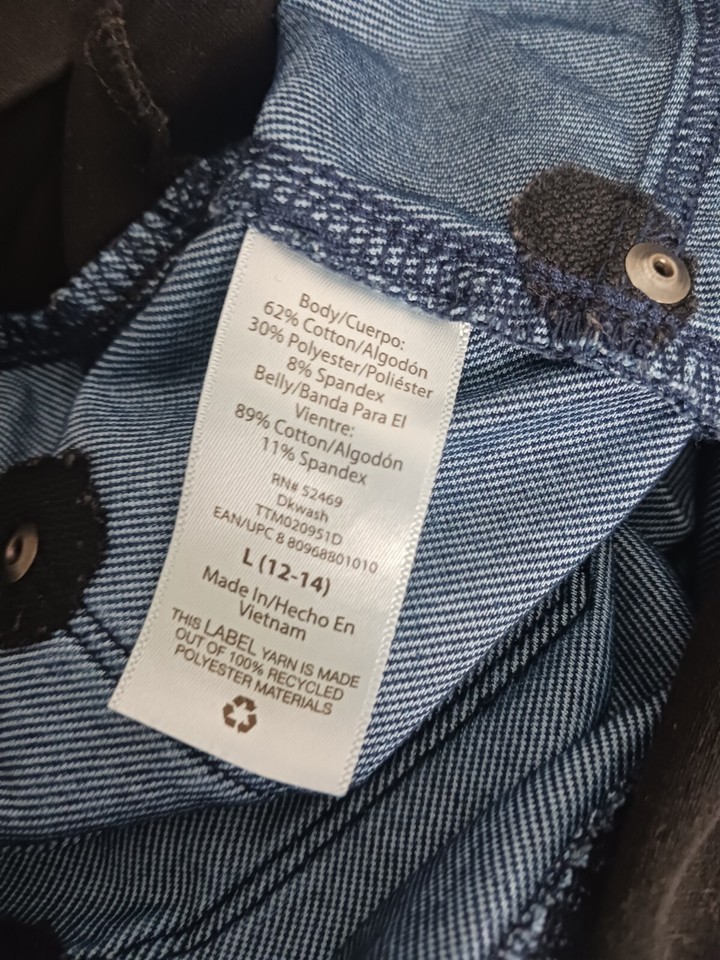 Body/Cuerpo:
62% Cotton/Algodón
30% Polyester/Poliéster
8% Spandex
Belly/Banda Para El
Vientre:
89% Cotton/Algodón
11% Spandex
RN# 52469
Dkwash
TTM020951D
EAN/UPC 8 80968801010
L (12-14)
Made In/Hecho En
Vietnam
THIS LABEL YARN IS MADE
OUT OF 100% RECYCLED
POLYESTER MATERIALS